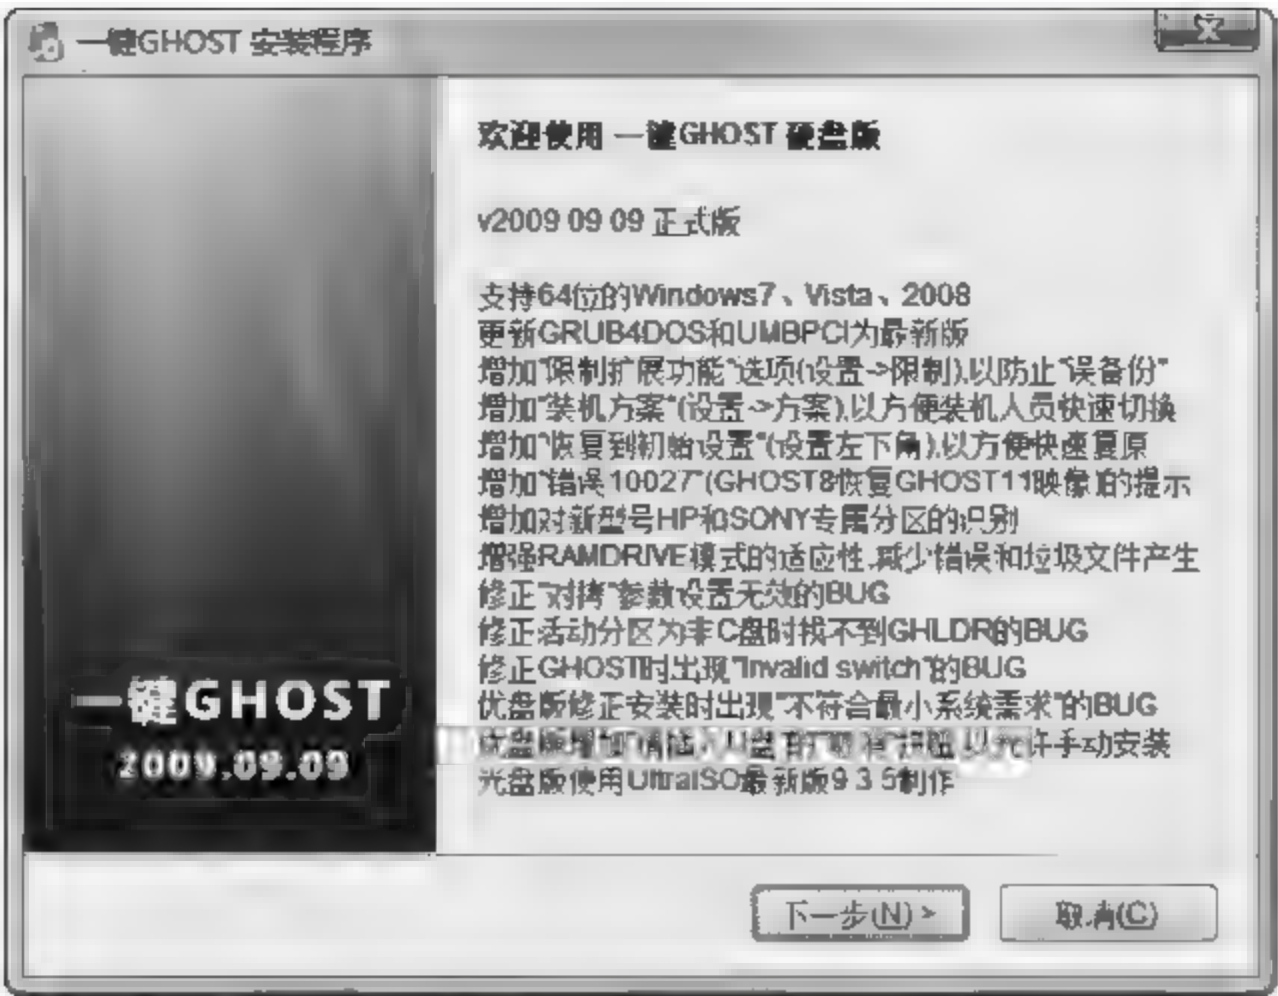 一键GHOST 安装程序
欢迎使用 一键GHOST 硬盘版
v2009 09 09 正式版
支持64位的Windows7、Vista、2008
更新GRUB4DOS和UMBPCI为最新版
增加"限制扩展功能"选项(设置->限制),以防止"误备份"
增加"装机方案"(设置->方案),以方便装机人员快速切换
增加"恢复到初始设置"(设置左下角),以方便快速复原
增加"错误10027"(GHOST8恢复GHOST11映像)的提示
增加对新型号HP和SONY专属分区的识别
增强RAMDRIVE模式的适应性,减少错误和垃圾文件产生
修正"对拷"参数设置无效的BUG
修正活动分区为非C盘时找不到GHLDR的BUG
修正GHOST时出现"Invalid switch"的BUG
优盘版修正安装时出现"不符合最小系统需求"的BUG
优盘版增加 以允许手动安装
光盘版使用UltraISO最新版9 3 5制作
一键GHOST
2009.09.09
下一步(N) >
取消(C)